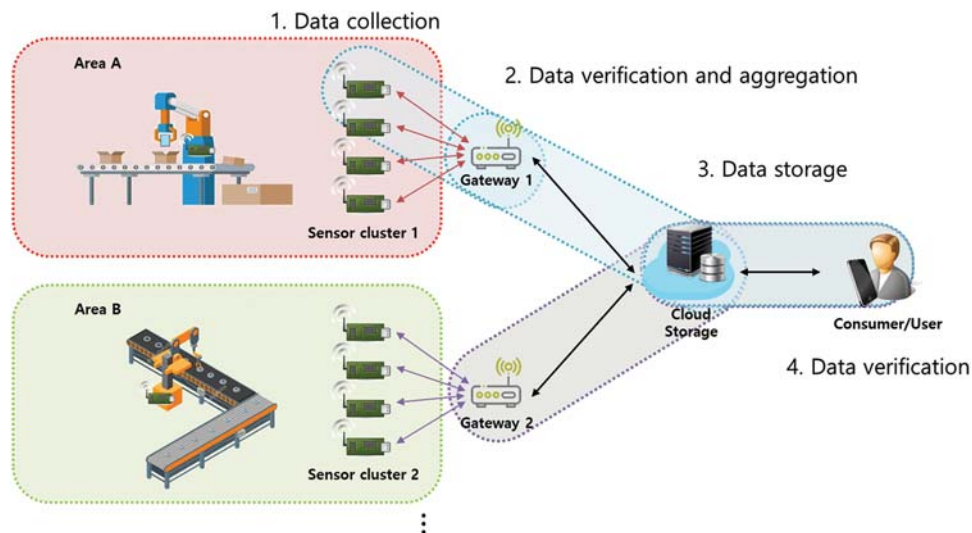 1. Data collection
Area A
2. Data verification and aggregation
Gateway 1
3. Data storage
Sensor cluster 1
Area B
Cloud
Storage
Consumer/User
4. Data verification
Gateway 2
Sensor cluster 2